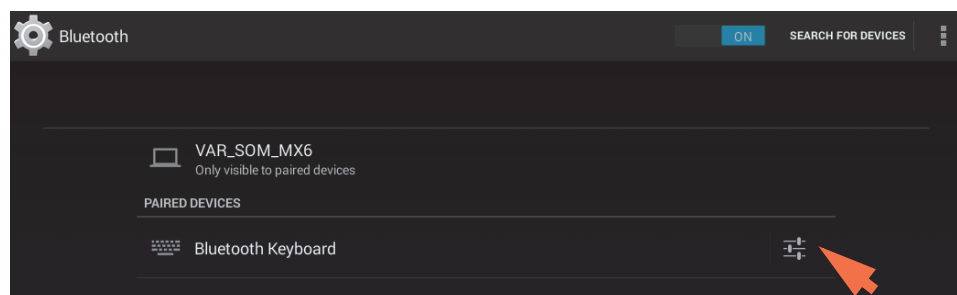 Bluetooth
ON
SEARCH FOR DEVICES
VAR_SOM_MX6
Only visible to paired devices
PAIRED DEVICES
Bluetooth Keyboard